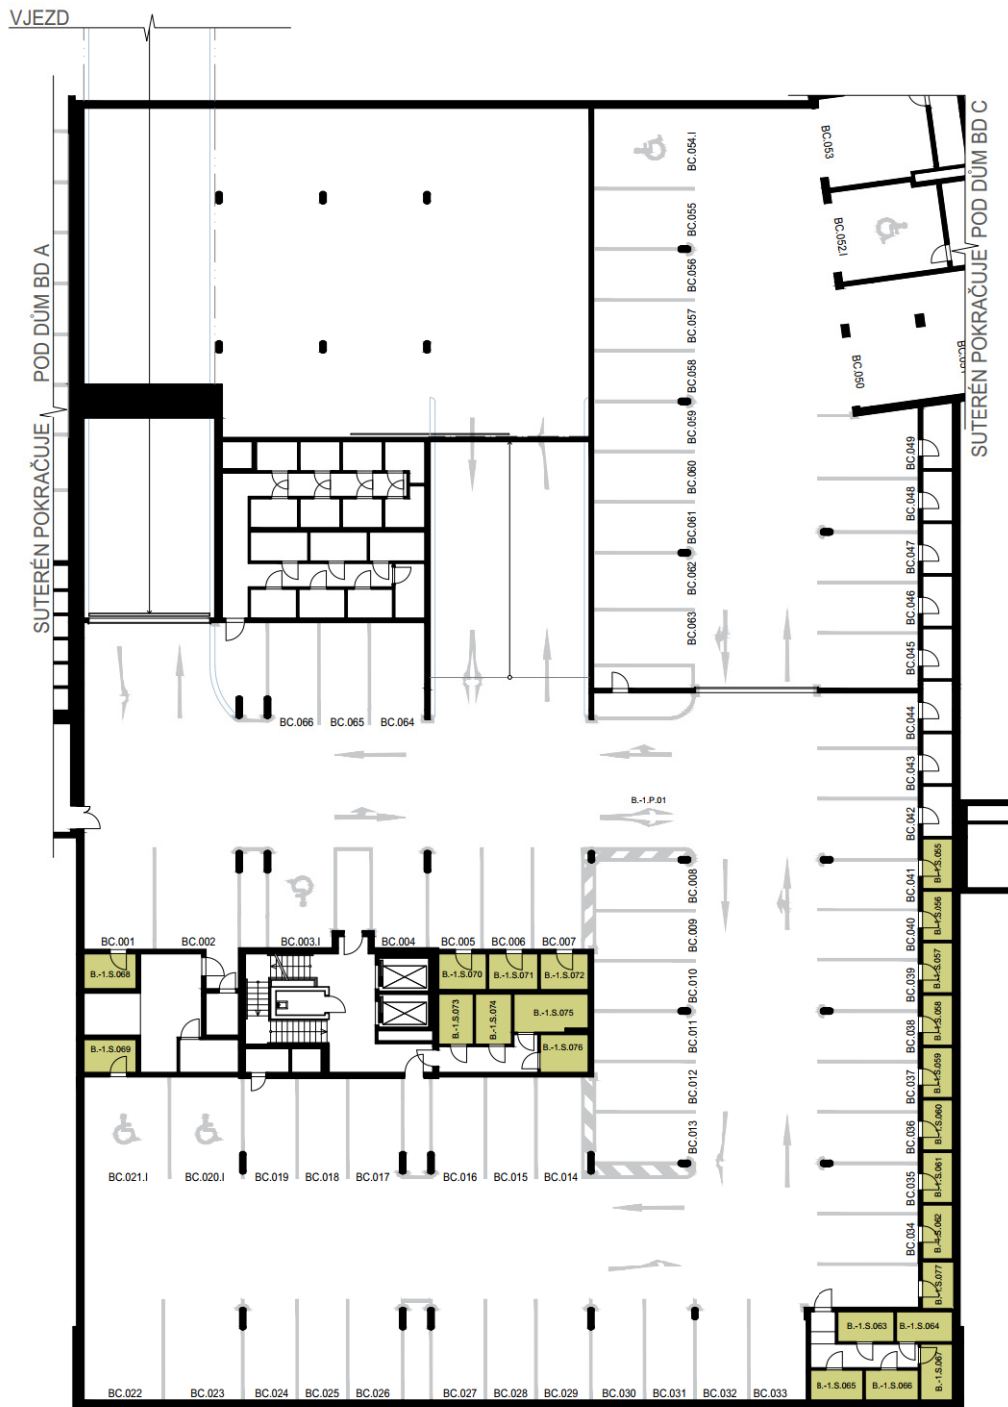 VJEZD
SUTERÉN POKRAČUJE POD DŮM BD A
SUTERÉN POKRAČUJE POD DŮM BD C
BC.053
BC.052.I
BC.050
BC.054.I
BC.055
BC.056
BC.057
BC.058
BC.059
BC.060
BC.061
BC.062
BC.063
BC.049
BC.048
BC.047
BC.046
BC.045
BC.044
BC.043
BC.042
BC.041
BC.040
BC.039
BC.038
BC.037
BC.036
BC.035
BC.034
BC.066
BC.065
BC.064
B.-1.P.01
BC.008
BC.009
BC.010
BC.011
BC.012
BC.013
BC.001
BC.002
BC.003.I
BC.004
BC.005
BC.006
BC.007
B.-1.S.068
B.-1.S.069
B.-1.S.070
B.-1.S.071
B.-1.S.072
B.-1.S.073
B.-1.S.074
B.-1.S.075
B.-1.S.076
B.-1.S.055
B.-1.S.056
B.-1.S.057
B.-1.S.058
B.-1.S.059
B.-1.S.060
B.-1.S.061
B.-1.S.062
B.-1.S.077
BC.021.I
BC.020.I
BC.019
BC.018
BC.017
BC.016
BC.015
BC.014
B.-1.S.063
B.-1.S.064
B.-1.S.065
B.-1.S.066
B.-1.S.067
BC.022
BC.023
BC.024
BC.025
BC.026
BC.027
BC.028
BC.029
BC.030
BC.031
BC.032
BC.033